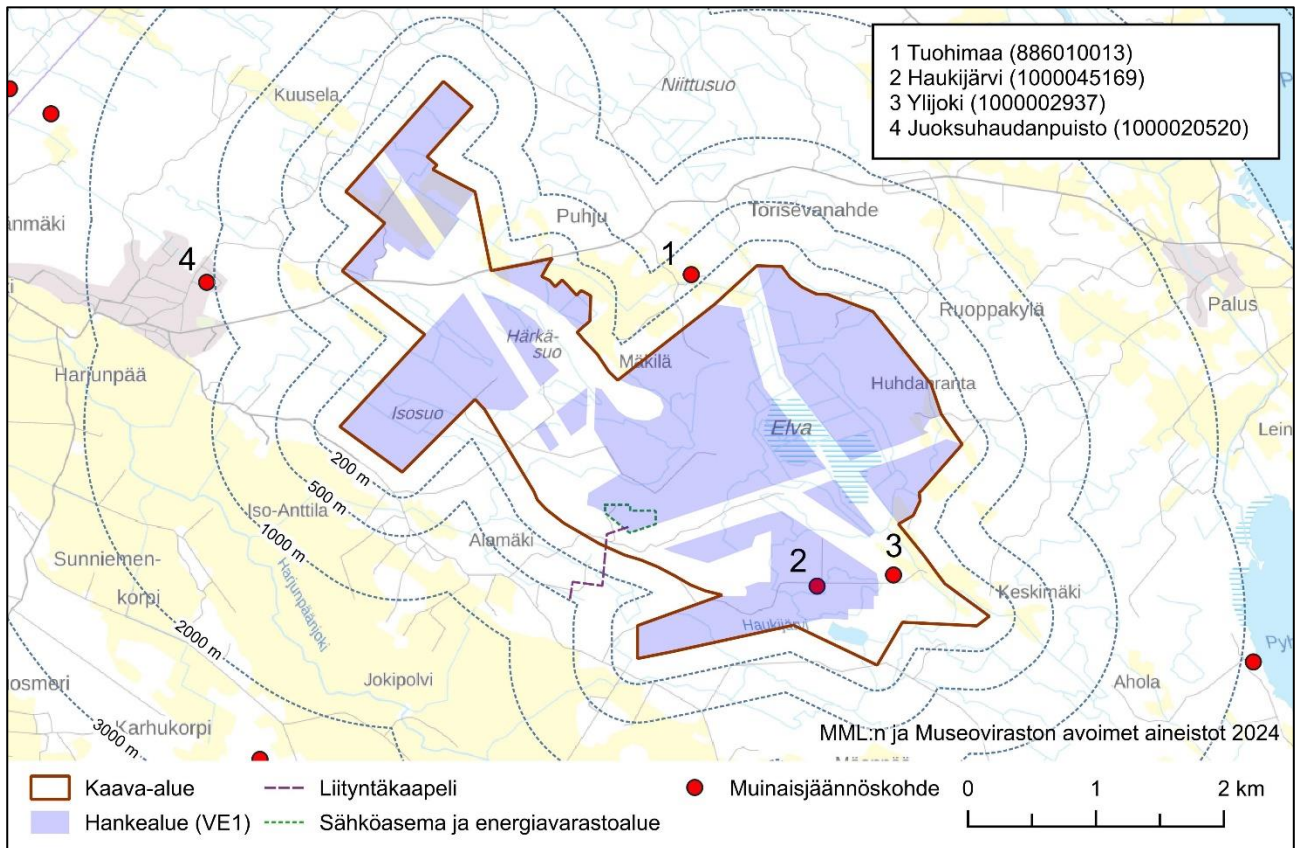 1 Tuohimaa (886010013)
2 Haukijärvi (1000045169)
3 Ylijoki (1000002937)
4 Juoksuhaudanpuisto (1000020520)
Kuusela
Niittusuo
Puhju
Torisevanahde
änmäki
4
1
Ruoppakylä
Palus
Härkä-
suo
Mäkilä
Harjunpää
Huhdanranta
Isosuo
Elva
Lein
200 m
500 m
Iso-Anttila
1000 m
Alamäki
Sunniemen-
korpi
Harjunpäänjoki
2
3
Keskimäki
Haukijärvi
2000 m
Jokipolvi
Ahola
Karhukorpi
3000 m
MML:n ja Museoviraston avoimet aineistot 2024
Kaava-alue
Liityntäkaapeli
Muinaisjäännöskohde
0 1 2 km
Hankealue (VE1)
Sähköasema ja energiavarastoalue